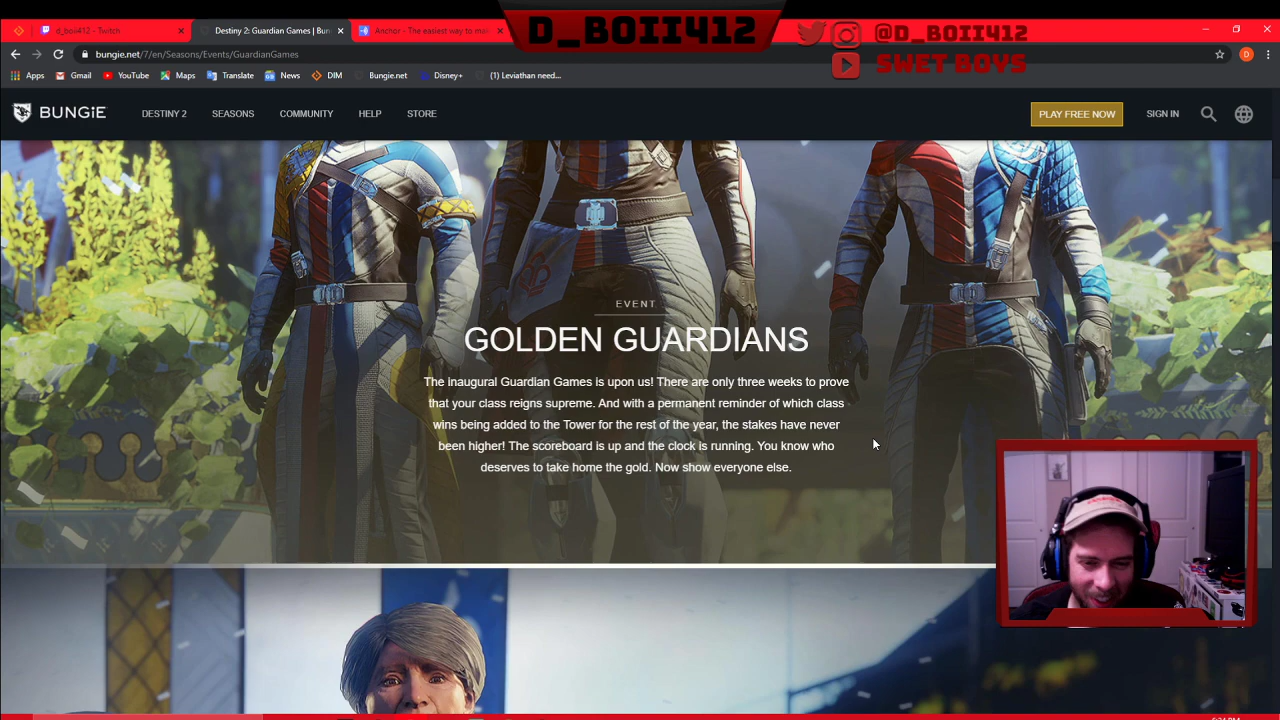 D_BOII412
@D_BOII412
SWET BOYS
d_boii412 - Twitch
Destiny 2: Guardian Games | Bun
Anchor - The easiest way to ma
bungie.net/7/en/Seasons/Events/GuardianGames
Apps Gmail YouTube Maps Translate News DIM Bungie.net Disney+ (1) Leviathan need...
BUNGiE DESTINY 2 SEASONS COMMUNITY HELP STORE PLAY FREE NOW SIGN IN
EVENT
GOLDEN GUARDIANS
The inaugural Guardian Games is upon us! There are only three weeks to prove
that your class reigns supreme. And with a permanent reminder of which class
wins being added to the Tower for the rest of the year, the stakes have never
been higher! The scoreboard is up and the clock is running. You know who
deserves to take home the gold. Now show everyone else.